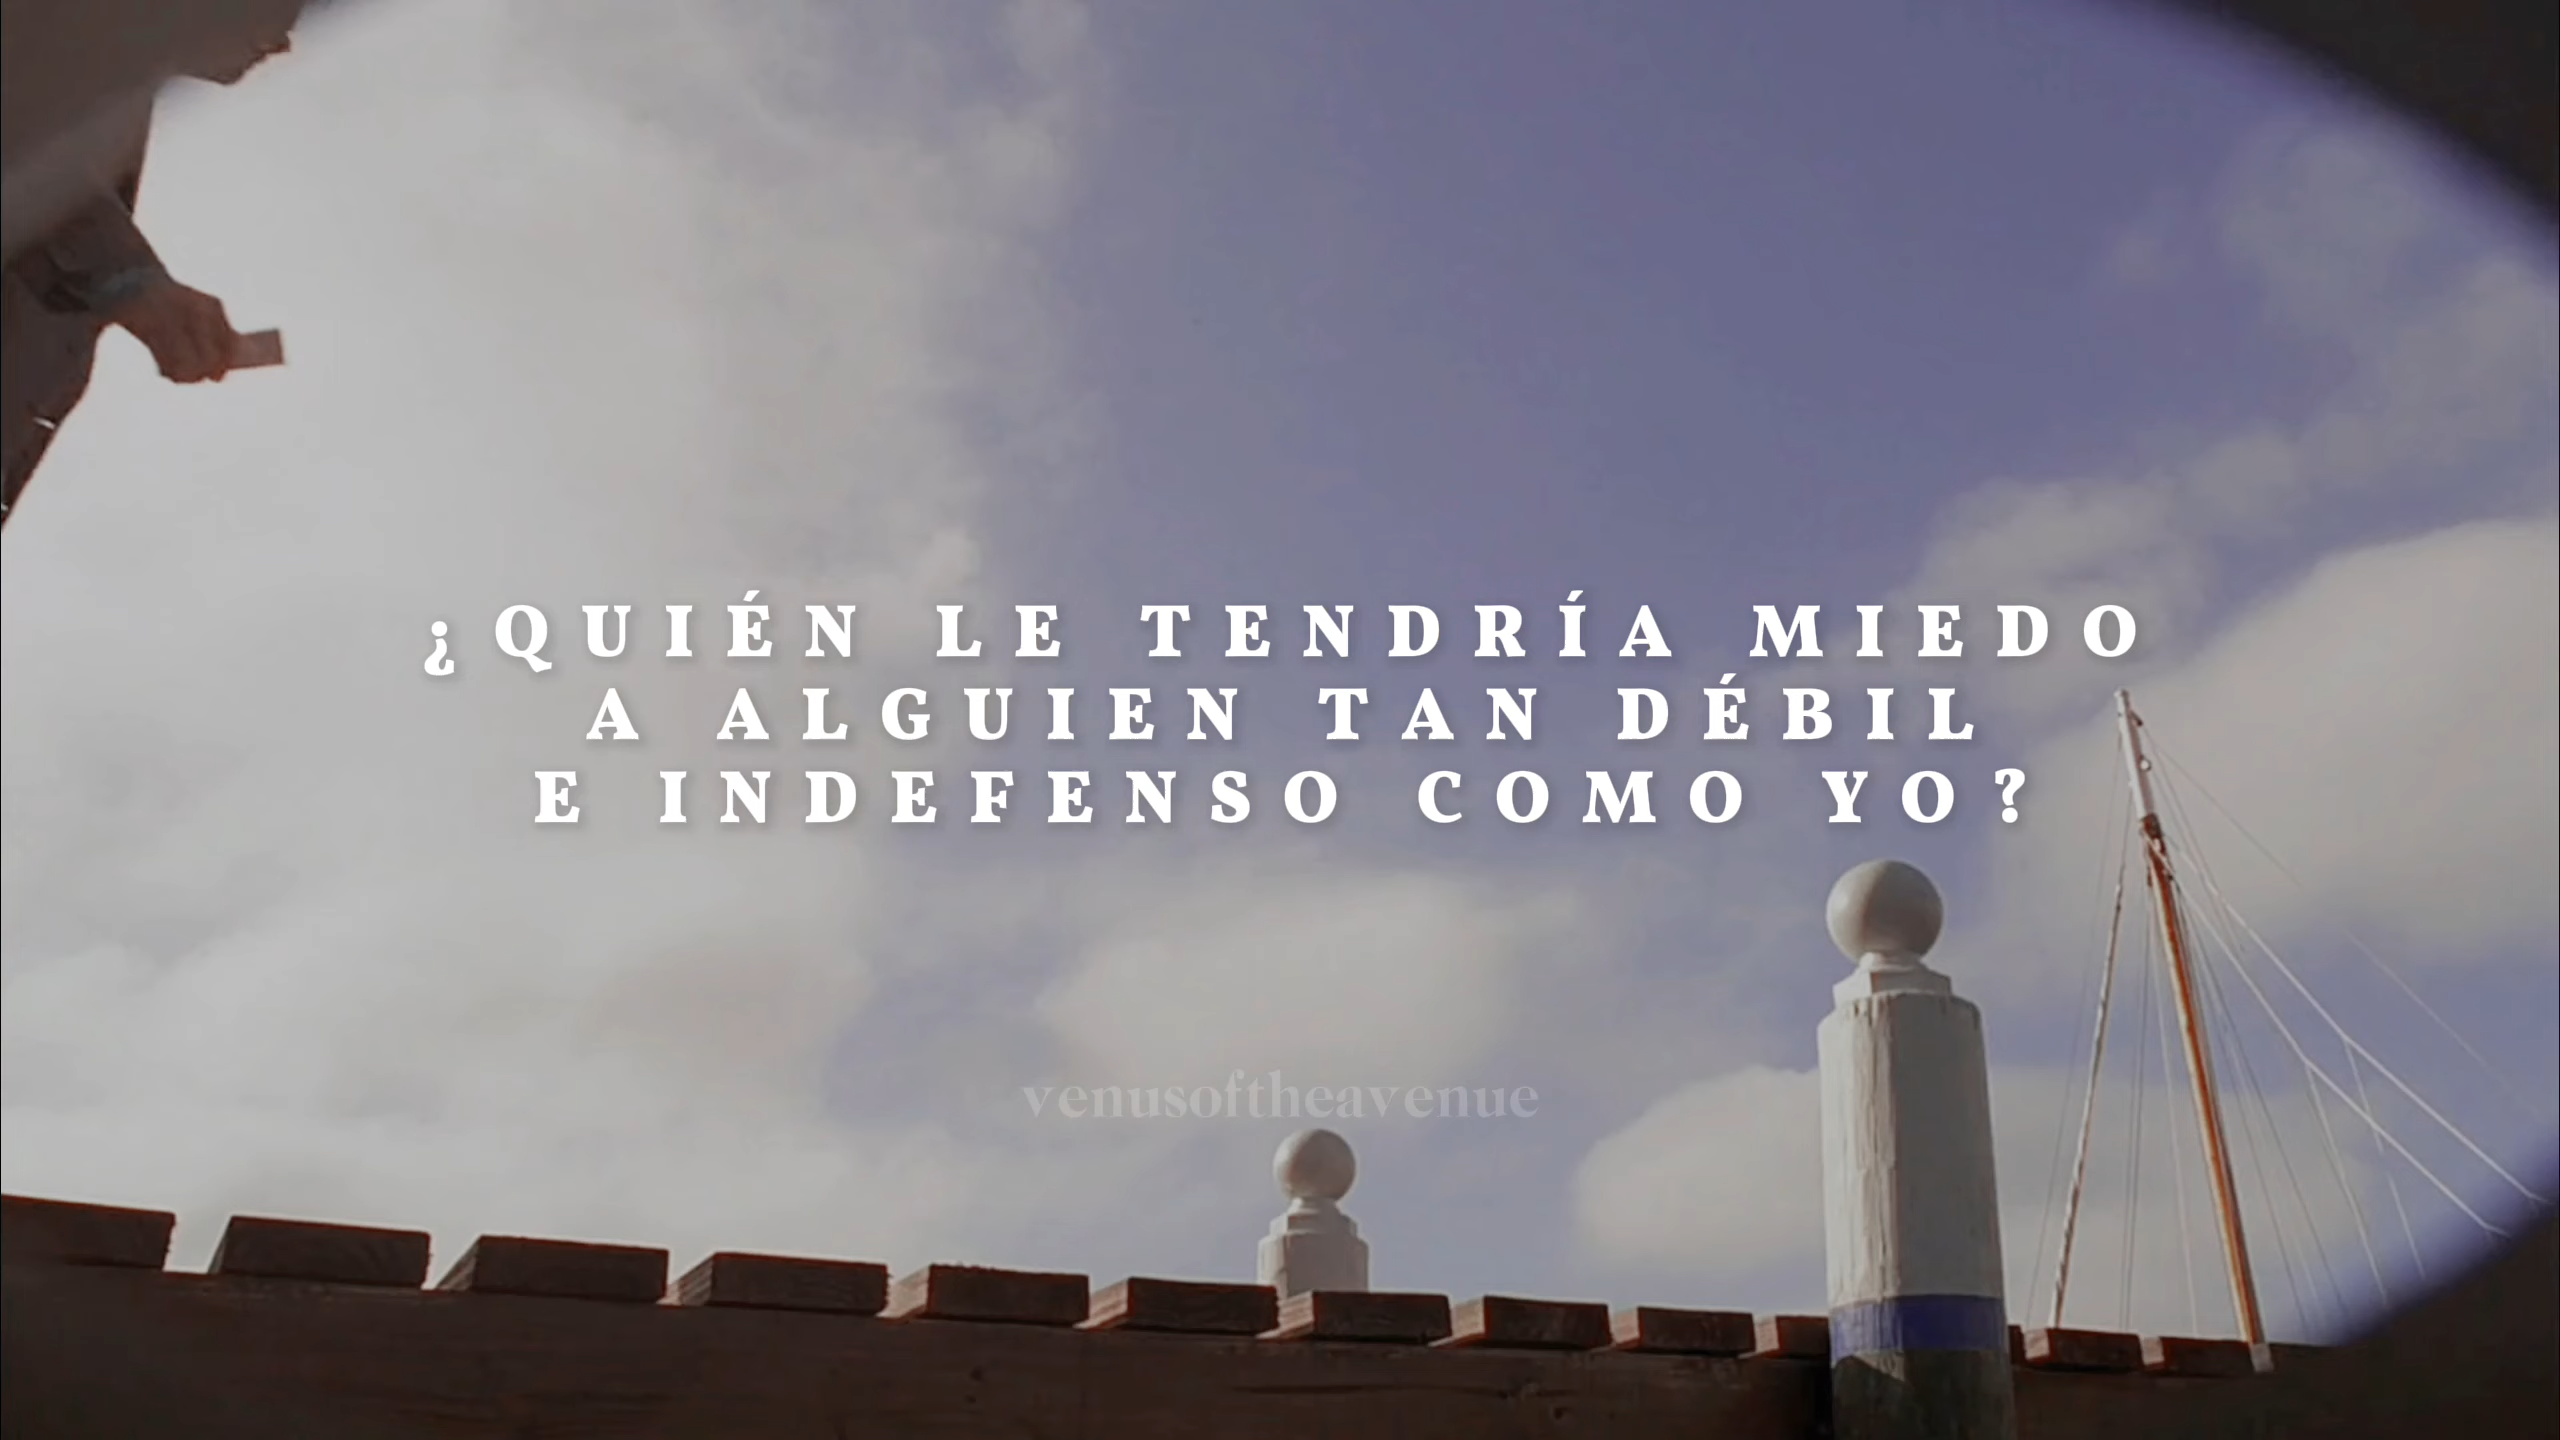 ¿QUIÉN LE TENDRÍA MIEDO
A ALGUIEN TAN DÉBIL
E INDEFENSO COMO YO?
venusoftheavenue